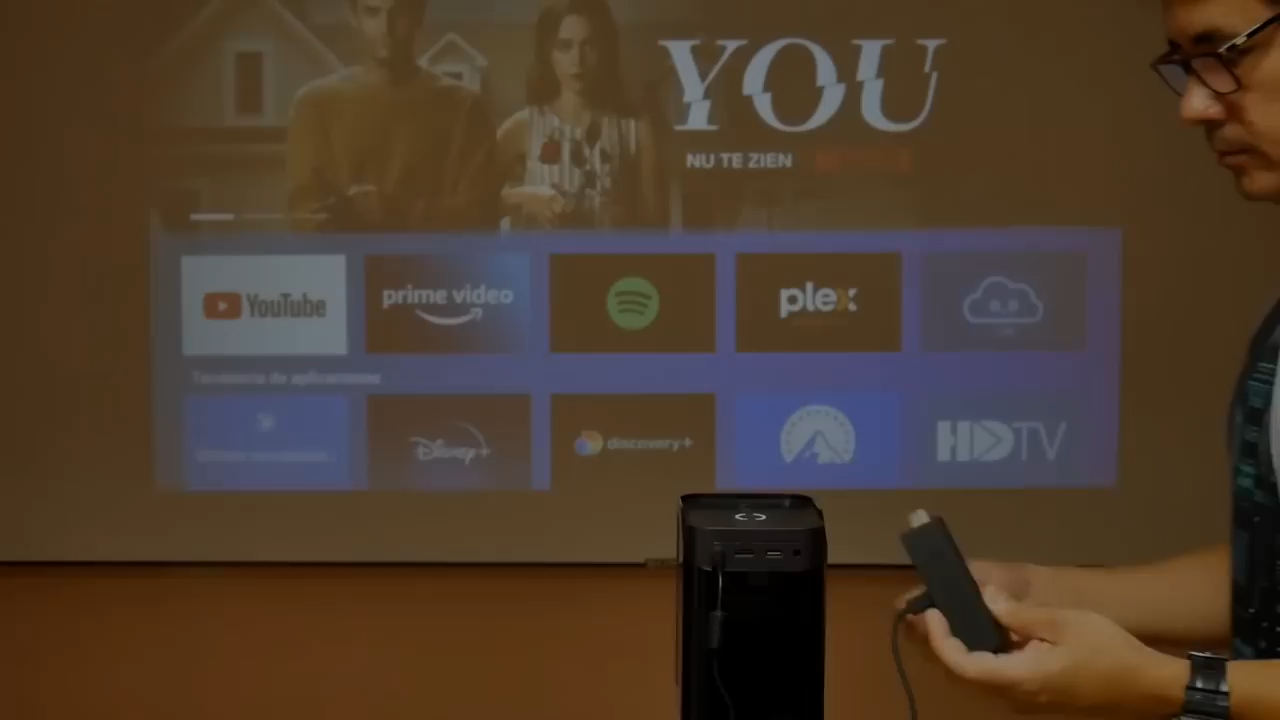 YOU
NU TE ZIEN
YouTube
prime video
plex
Disney+
discovery+
HDTV